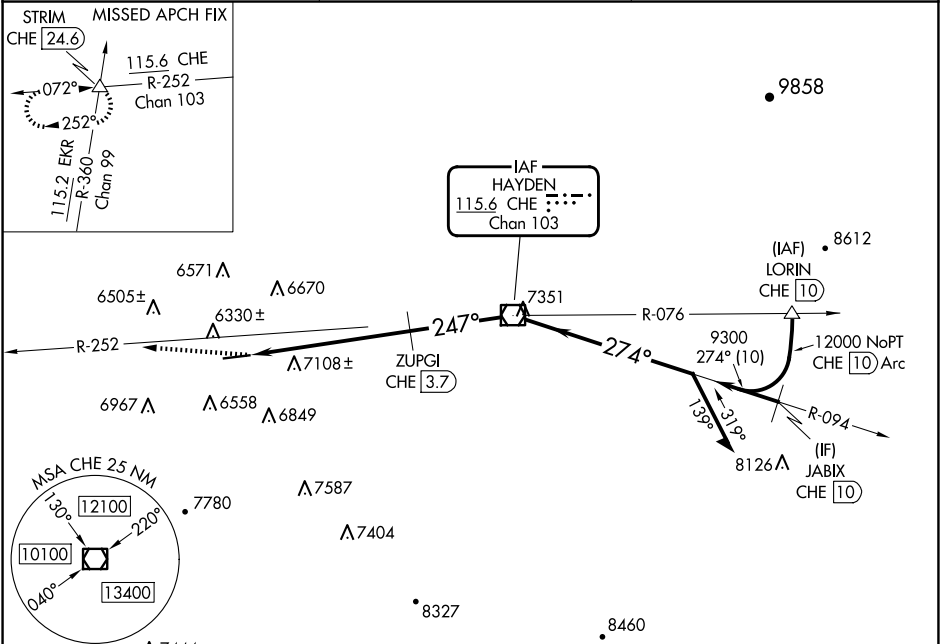 STRIM
CHE 24.6
MISSED APCH FIX
115.6 CHE
R-252
Chan 103
072°
252°
115.2 EKR
R-360
Chan 99
9858
IAF
HAYDEN
115.6 CHE
Chan 103
8612
(IAF)
LORIN
CHE 10
6571
6670
6505±
6330±
7351
R-076
247°
R-252
ZUPGI
CHE 3.7
7108±
274°
9300
274° (10)
12000 NoPT
CHE 10 Arc
6967
6558
6849
139°
319°
R-094
(IF)
JABIX
CHE 10
8126
MSA CHE 25 NM
130°
12100
220°
10100
040°
13400
7780
7587
7404
8327
8460